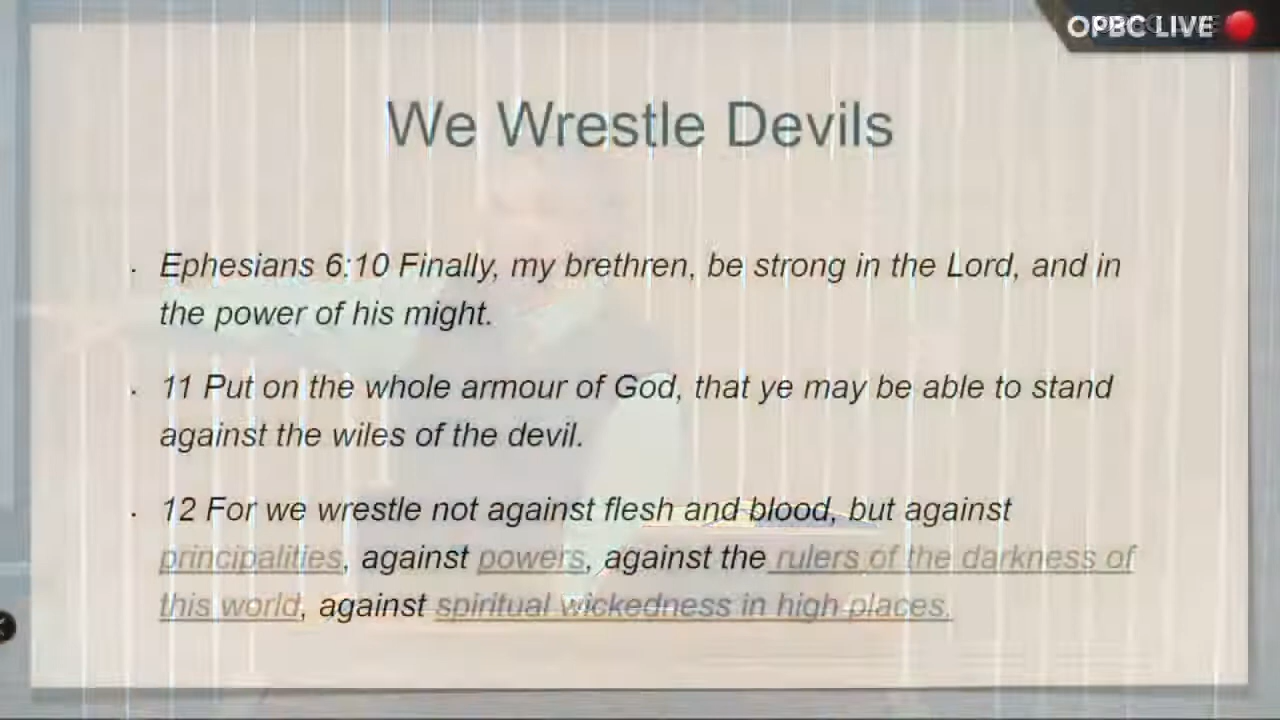 OPBC LIVE
We Wrestle Devils
· Ephesians 6:10 Finally, my brethren, be strong in the Lord, and in
the power of his might.
· 11 Put on the whole armour of God, that ye may be able to stand
against the wiles of the devil.
· 12 For we wrestle not against flesh and blood, but against
principalities, against powers, against the rulers of the darkness of
this world, against spiritual wickedness in high places.